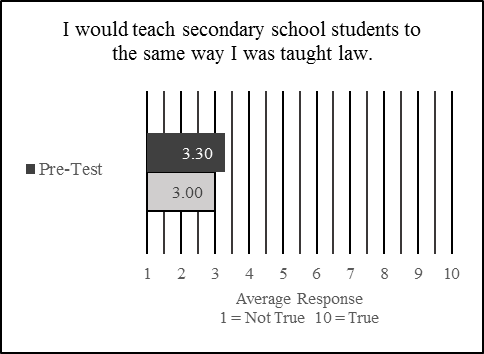 I would teach secondary school students to
the same way I was taught law.
3.30
Pre-Test
3.00
1 2 3 4 5 6 7 8 9 10
Average Response
1 = Not True 10 = True